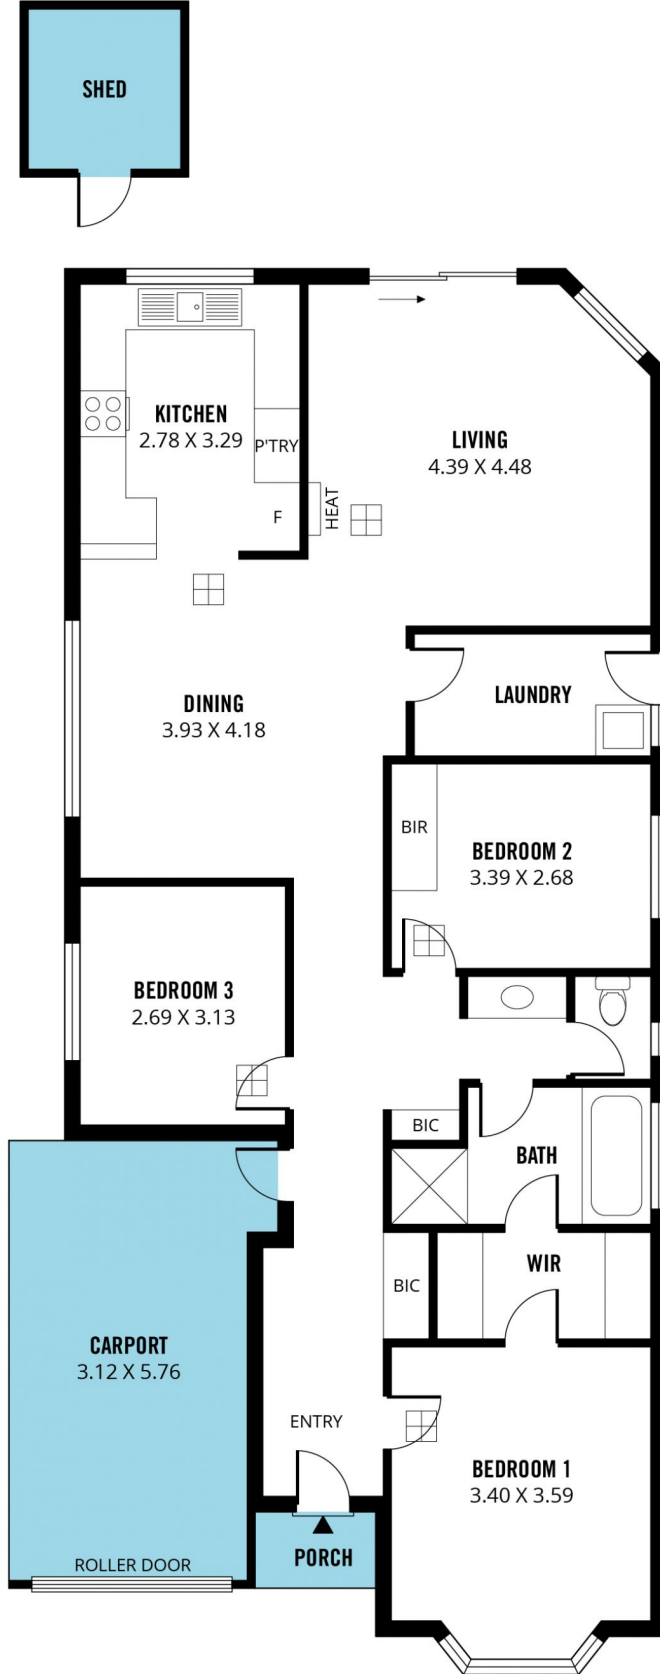 SHED
KITCHEN
2.78 X 3.29
P'TRY
F
HEAT
LIVING
4.39 X 4.48
DINING
3.93 X 4.18
LAUNDRY
BIR
BEDROOM 2
3.39 X 2.68
BEDROOM 3
2.69 X 3.13
BIC
BATH
WIR
BIC
CARPORT
3.12 X 5.76
ENTRY
BEDROOM 1
3.40 X 3.59
PORCH
ROLLER DOOR